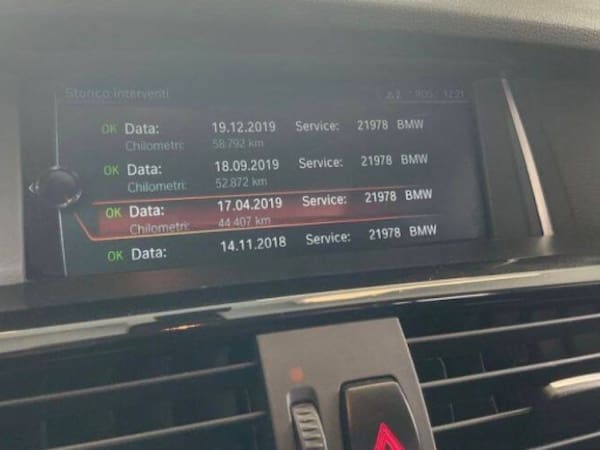 Storico interventi 12:21
OK Data: 19.12.2019 Service: 21978 BMW
Chilometri: 58.792 km
OK Data: 18.09.2019 Service: 21978 BMW
Chilometri: 52.872 km
OK Data: 17.04.2019 Service: 21978 BMW
Chilometri: 44.407 km
OK Data: 14.11.2018 Service: 21978 BMW